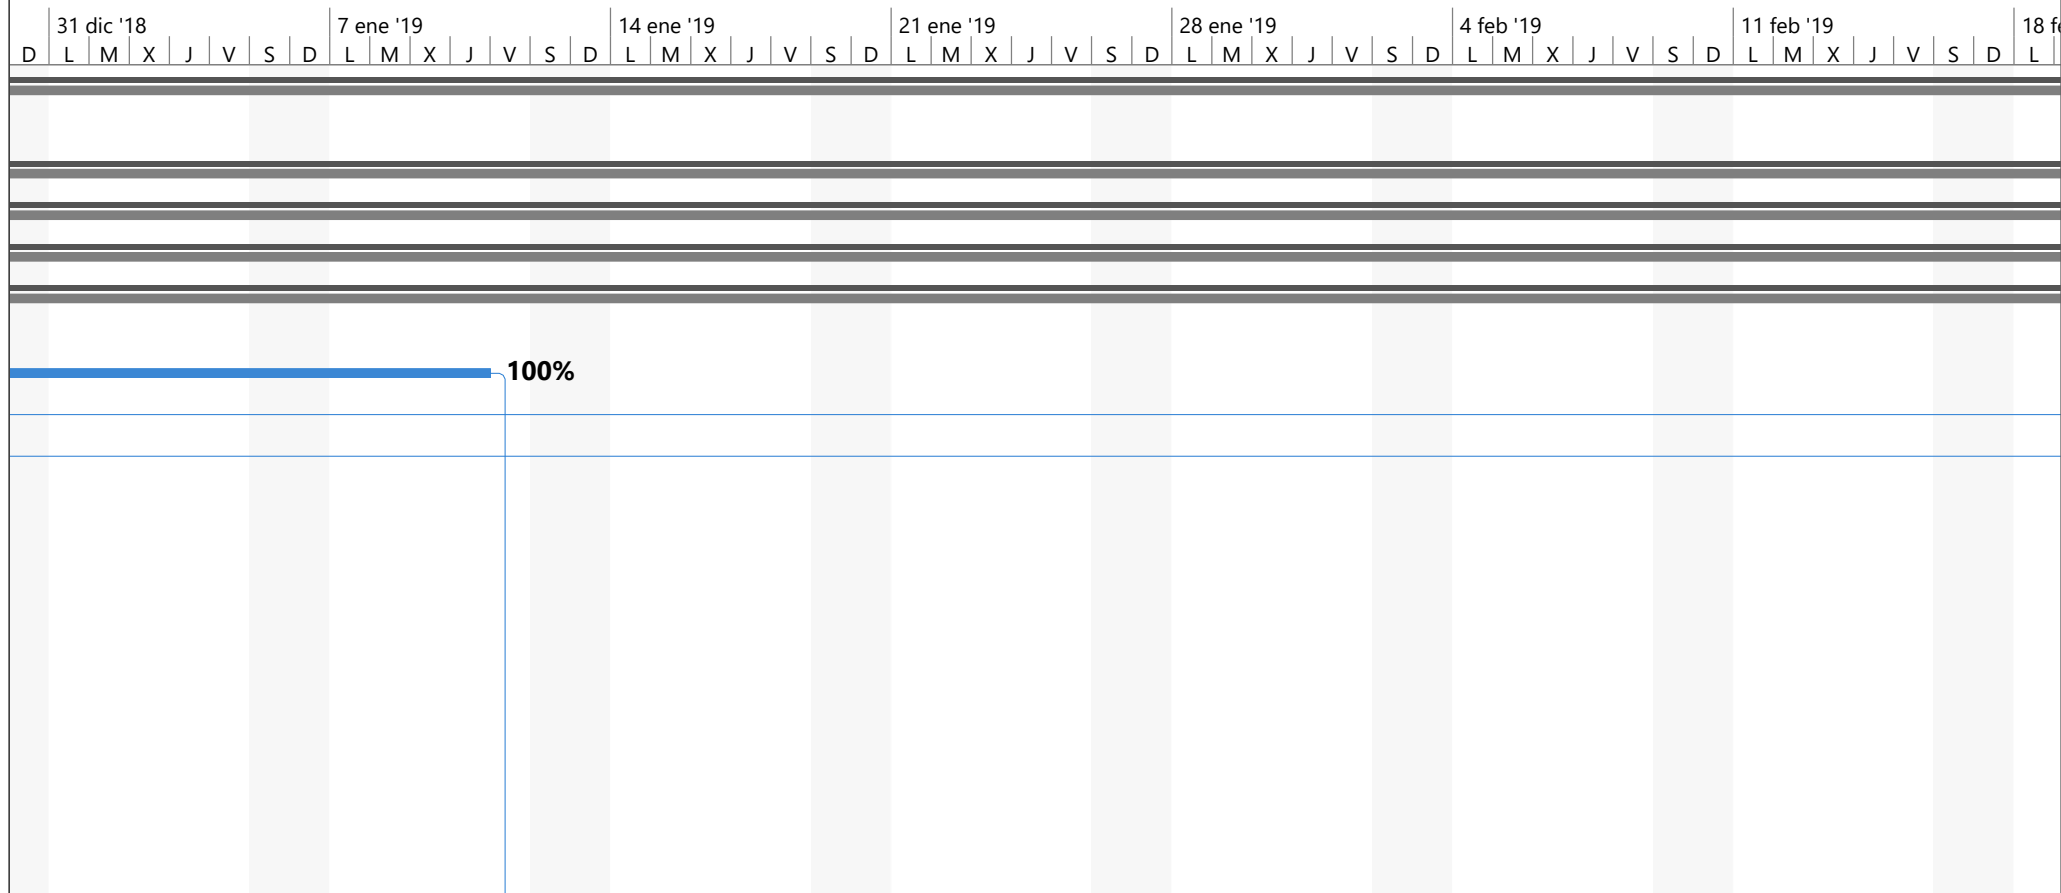 31 dic '18 7 ene '19 14 ene '19 21 ene '19 28 ene '19 4 feb '19 11 feb '19 18
D L M X J V S D L M X J V S D L M X J V S D L M X J V S D L M X J V S D L M X J V S D L M X J V S D L
100%